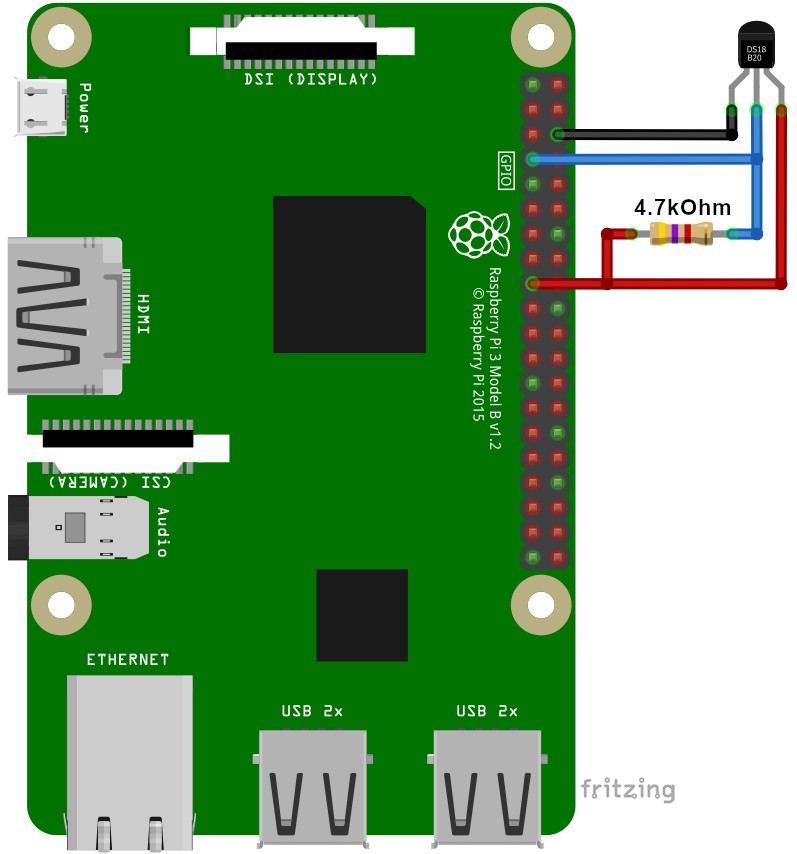 DSI (DISPLAY)
Power
DS18
B20
GPIO
4.7kOhm
HDMI
Raspberry Pi 3 Model B v1.2
© Raspberry Pi 2015
CSI (CAMERA)
Audio
ETHERNET
USB 2x
USB 2x
fritzing